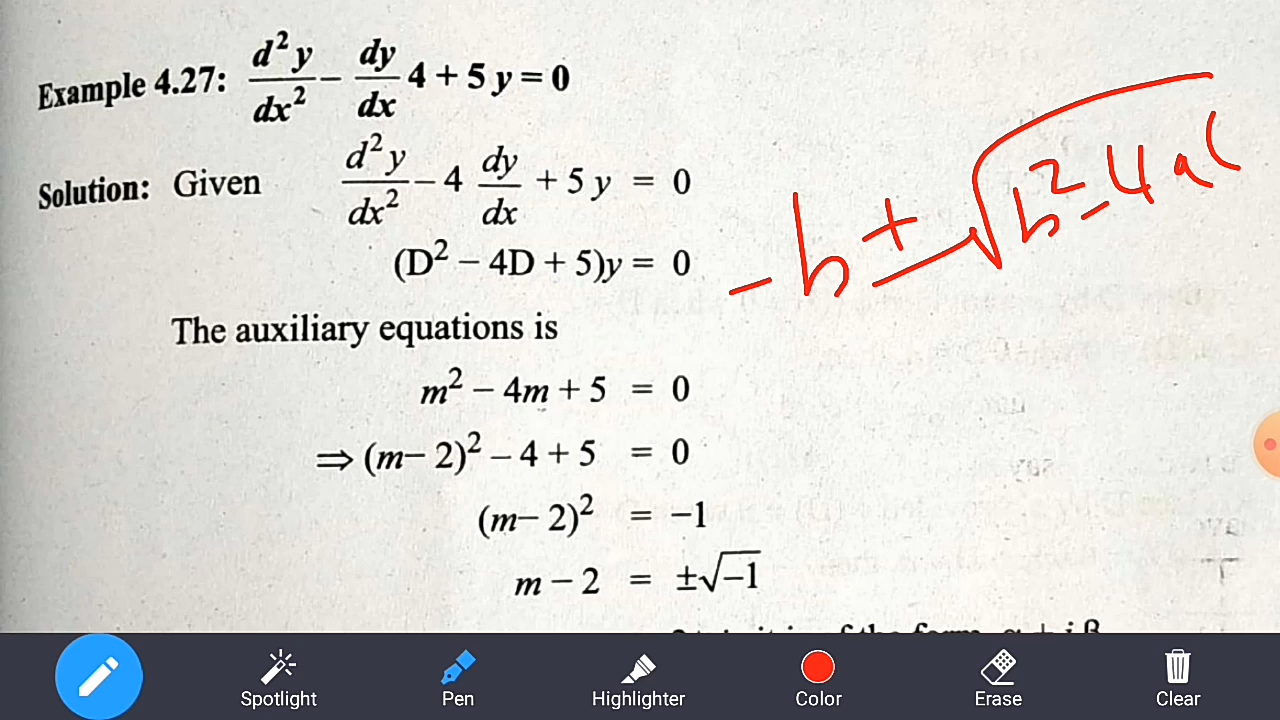 Example 4.27: d²y/dx² − dy/dx 4 + 5 y = 0
Solution: Given d²y/dx² − 4 dy/dx + 5 y = 0
(D² − 4D + 5)y = 0
− b ± √b² − 4ac
The auxiliary equations is
m² − 4m + 5 = 0
⇒ (m− 2)² − 4 + 5 = 0
(m− 2)² = −1
m − 2 = ±√−1
Spotlight Pen Highlighter Color Erase Clear